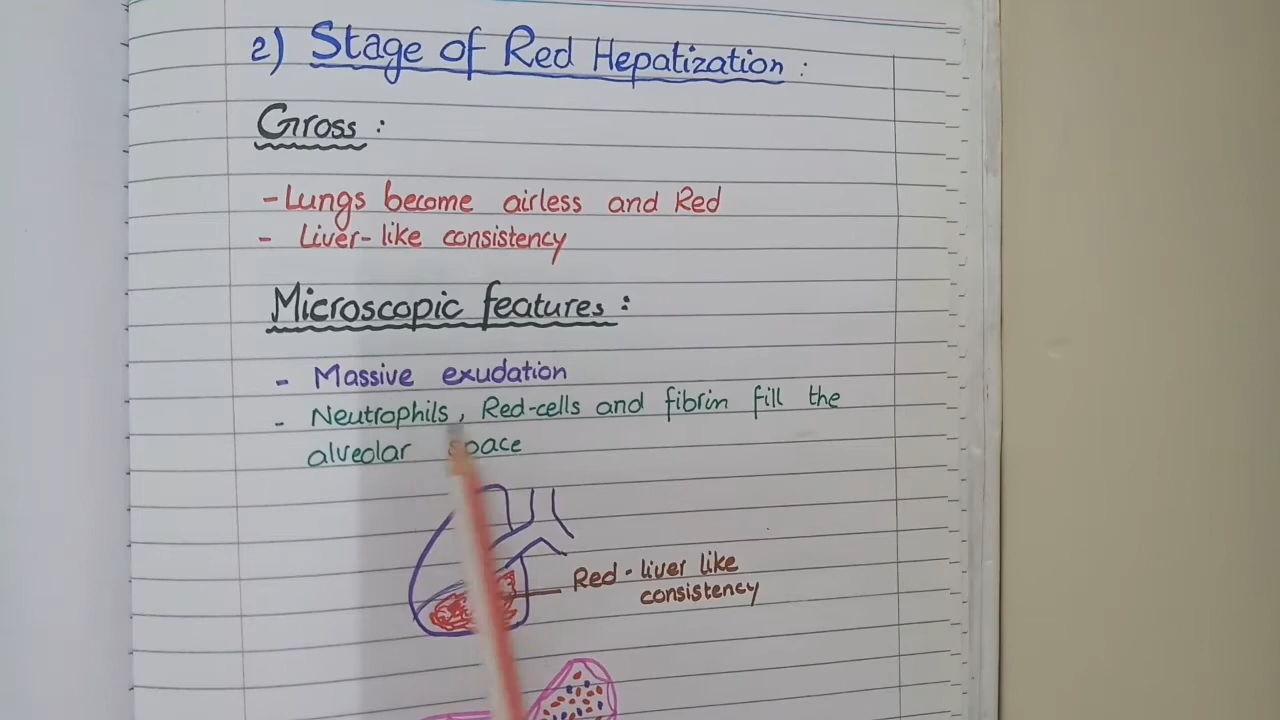 2) Stage of Red Hepatization :
Gross :
- Lungs become airless and Red
- Liver-like consistency
Microscopic features :
- Massive exudation
- Neutrophils, Red-cells and fibrin fill the
alveolar space
Red-liver like
consistency